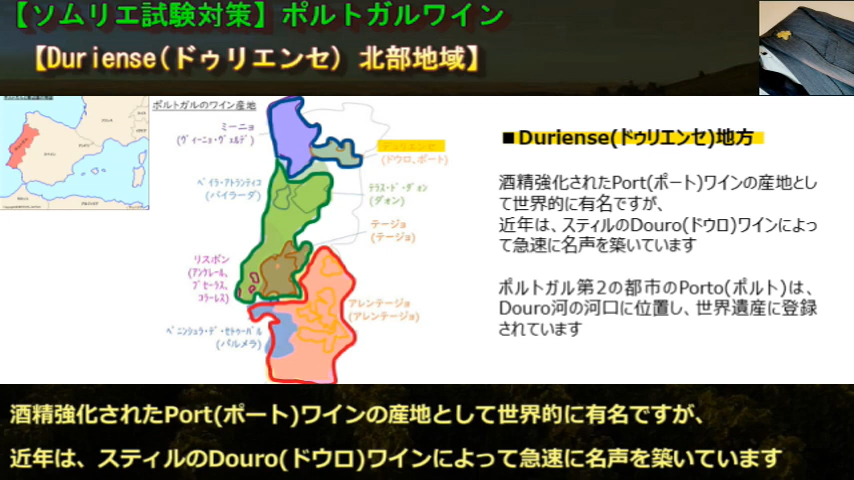 【ソムリエ試験対策】ポルトガルワイン
【Duriense(ドゥリエンセ) 北部地域】
ポルトガルのワイン産地
ミーニョ
(ヴィーニョ・ヴェルデ)
ドゥリエンセ
(ドウロ、ポート)
ベイラ・アトランティコ
(バイラーダ)
テラス・ド・ダォン
(ダォン)
テージョ
(テージョ)
リスボン
(アレンケール、
ブセーラス、
コラーレス)
アレンテージョ
(アレンテージョ)
ペニンシュラ・デ・セトゥーバル
(パルメラ)
■Duriense(ドゥリエンセ)地方
酒精強化されたPort(ポート)ワインの産地とし
て世界的に有名ですが、
近年は、スティルのDouro(ドウロ)ワインによっ
て急速に名声を築いています
ポルトガル第2の都市のPorto(ポルト)は、
Douro河の河口に位置し、世界遺産に登録
されています
酒精強化されたPort(ポート)ワインの産地として世界的に有名ですが、
近年は、スティルのDouro(ドウロ)ワインによって急速に名声を築いています